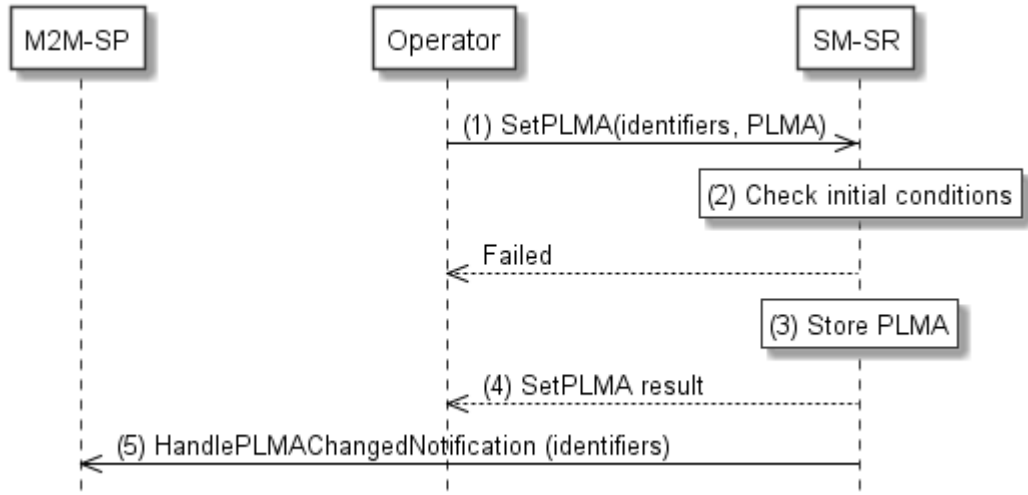 M2M-SP
Operator
SM-SR
(1) SetPLMA(identifiers, PLMA)
(2) Check initial conditions
Failed
(3) Store PLMA
(4) SetPLMA result
(5) HandlePLMAChangedNotification (identifiers)